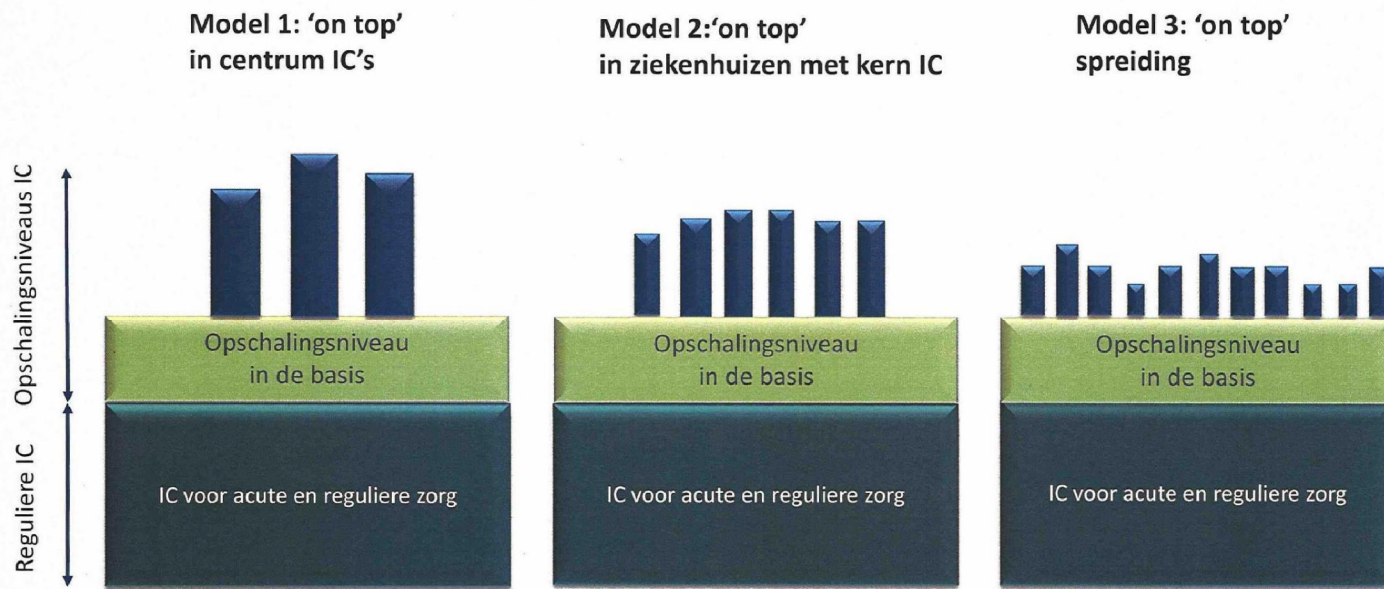 Model 1: ‘on top’
in centrum IC’s
Model 2:‘on top’
in ziekenhuizen met kern IC
Model 3: ‘on top’
spreiding
Opschalingsniveaus IC
Reguliere IC
Opschalingsniveau
in de basis
IC voor acute en reguliere zorg
Opschalingsniveau
in de basis
IC voor acute en reguliere zorg
Opschalingsniveau
in de basis
IC voor acute en reguliere zorg